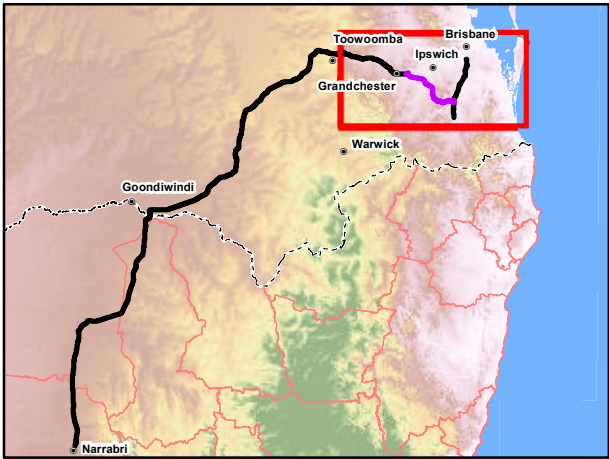 Brisbane
Toowoomba
Ipswich
Grandchester
Warwick
Goondiwindi
Narrabri